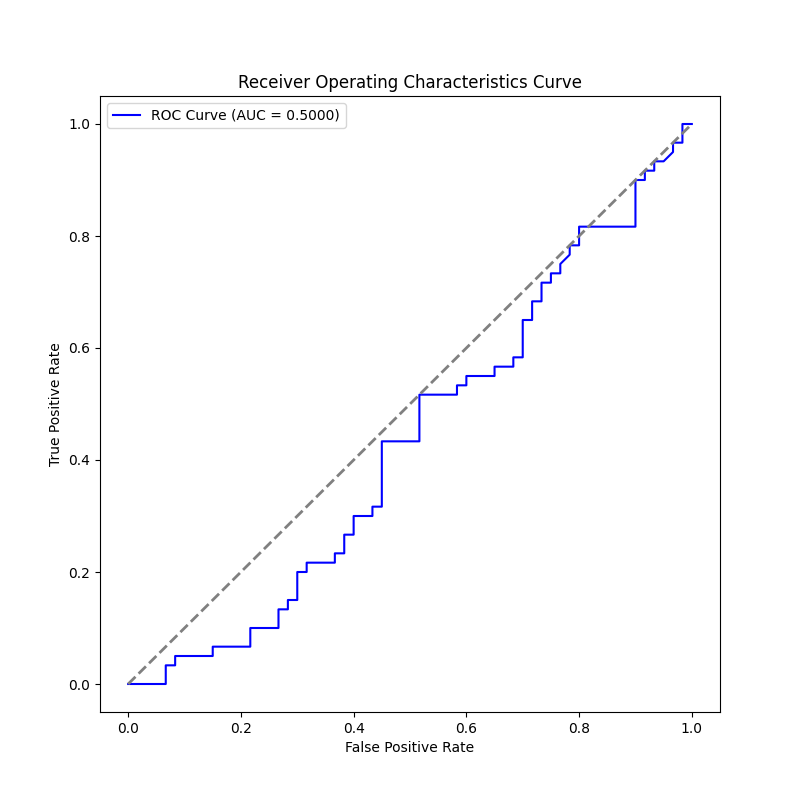 Receiver Operating Characteristics Curve
ROC Curve (AUC = 0.5000)
1.0
0.8
0.6
0.4
0.2
0.0
True Positive Rate
0.0 0.2 0.4 0.6 0.8 1.0
False Positive Rate